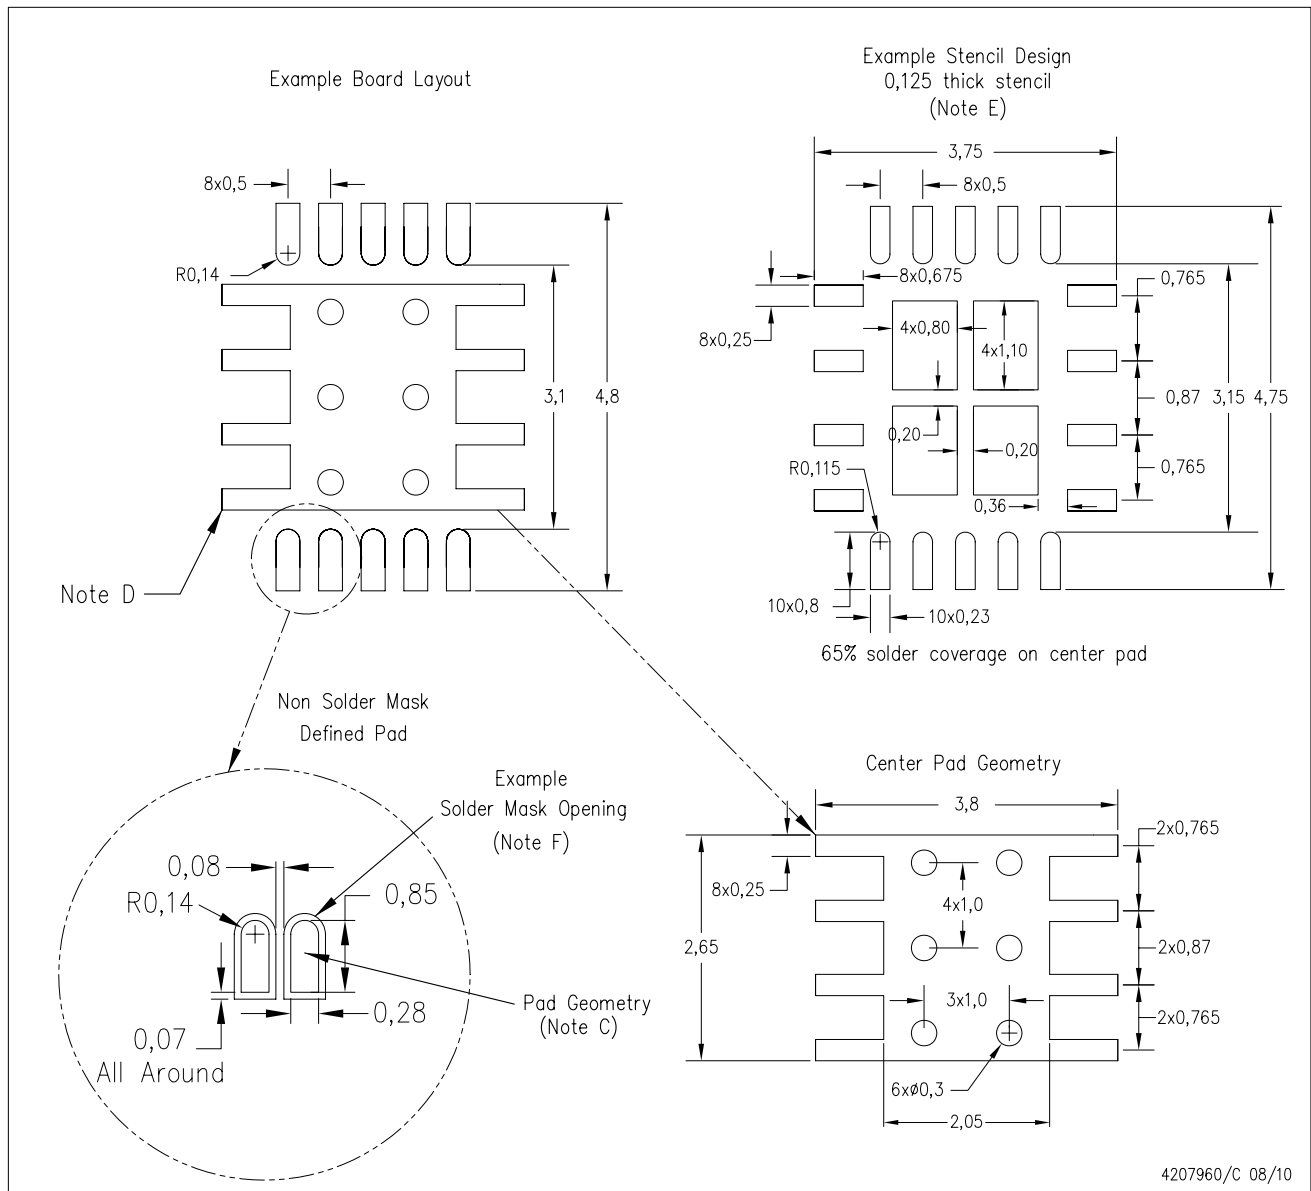 Example Board Layout
8x0,5
R0,14
3,1
4,8
Note D
Example Stencil Design
0,125 thick stencil
(Note E)
3,75
8x0,5
8x0,675
0,765
8x0,25
4x0,80
4x1,10
0,87
3,15
4,75
0,20
0,20
R0,115
0,765
0,36
10x0,8
10x0,23
65% solder coverage on center pad
Non Solder Mask
Defined Pad
Example
Solder Mask Opening
(Note F)
0,08
R0,14
0,85
Pad Geometry
(Note C)
0,28
0,07
All Around
Center Pad Geometry
3,8
2x0,765
8x0,25
4x1,0
2,65
2x0,87
3x1,0
2x0,765
6xø0,3
2,05
4207960/C 08/10